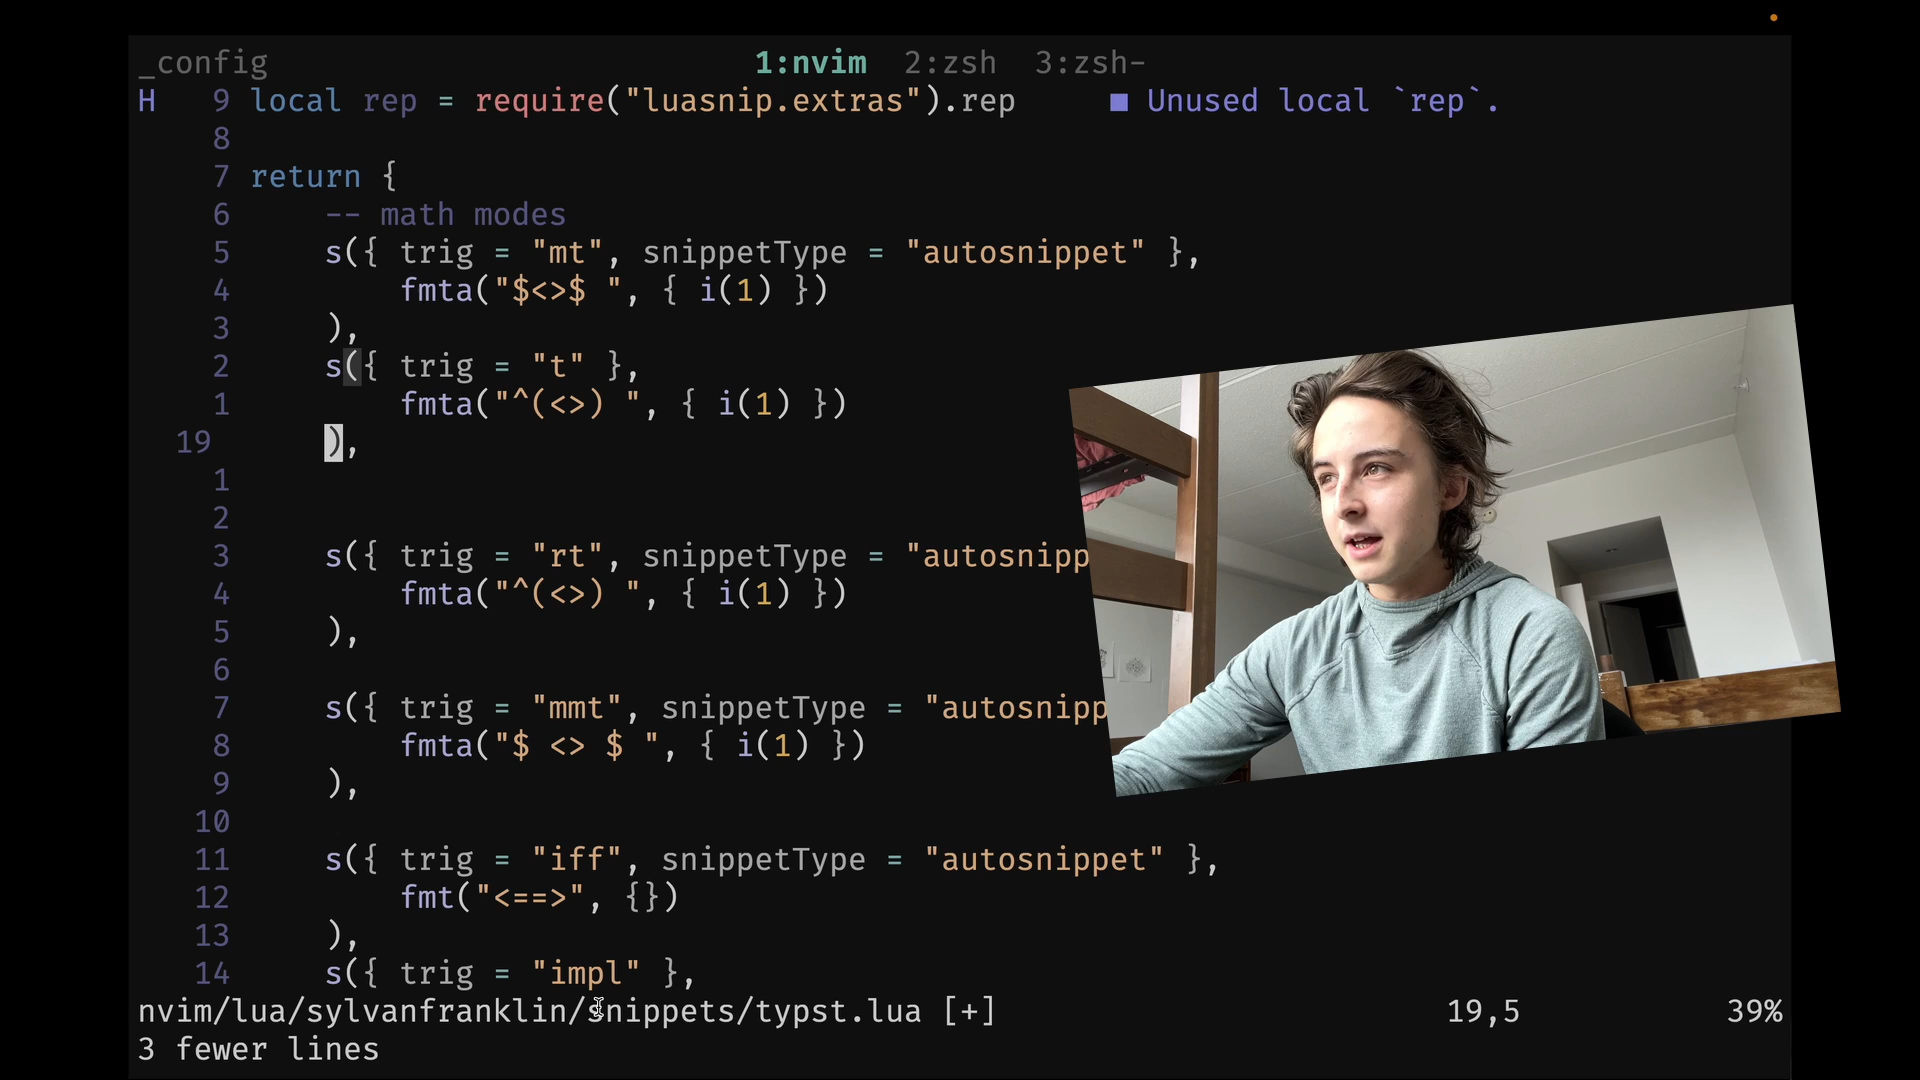 _config 1:nvim 2:zsh 3:zsh-
H 9 local rep = require("luasnip.extras").rep ■ Unused local `rep`.
8
7 return {
6 -- math modes
5 s({ trig = "mt", snippetType = "autosnippet" },
4 fmta("$<>$ ", { i(1) })
3 ),
2 s({ trig = "t" },
1 fmta("^(<>) ", { i(1) })
19 ),
1
2
3 s({ trig = "rt", snippetType = "autosnipp
4 fmta("^(<>) ", { i(1) })
5 ),
6
7 s({ trig = "mmt", snippetType = "autosnipp
8 fmta("$ <> $ ", { i(1) })
9 ),
10
11 s({ trig = "iff", snippetType = "autosnippet" },
12 fmt("<==>", {})
13 ),
14 s({ trig = "impl" },
nvim/lua/sylvanfranklin/snippets/typst.lua [+] 19,5 39%
3 fewer lines